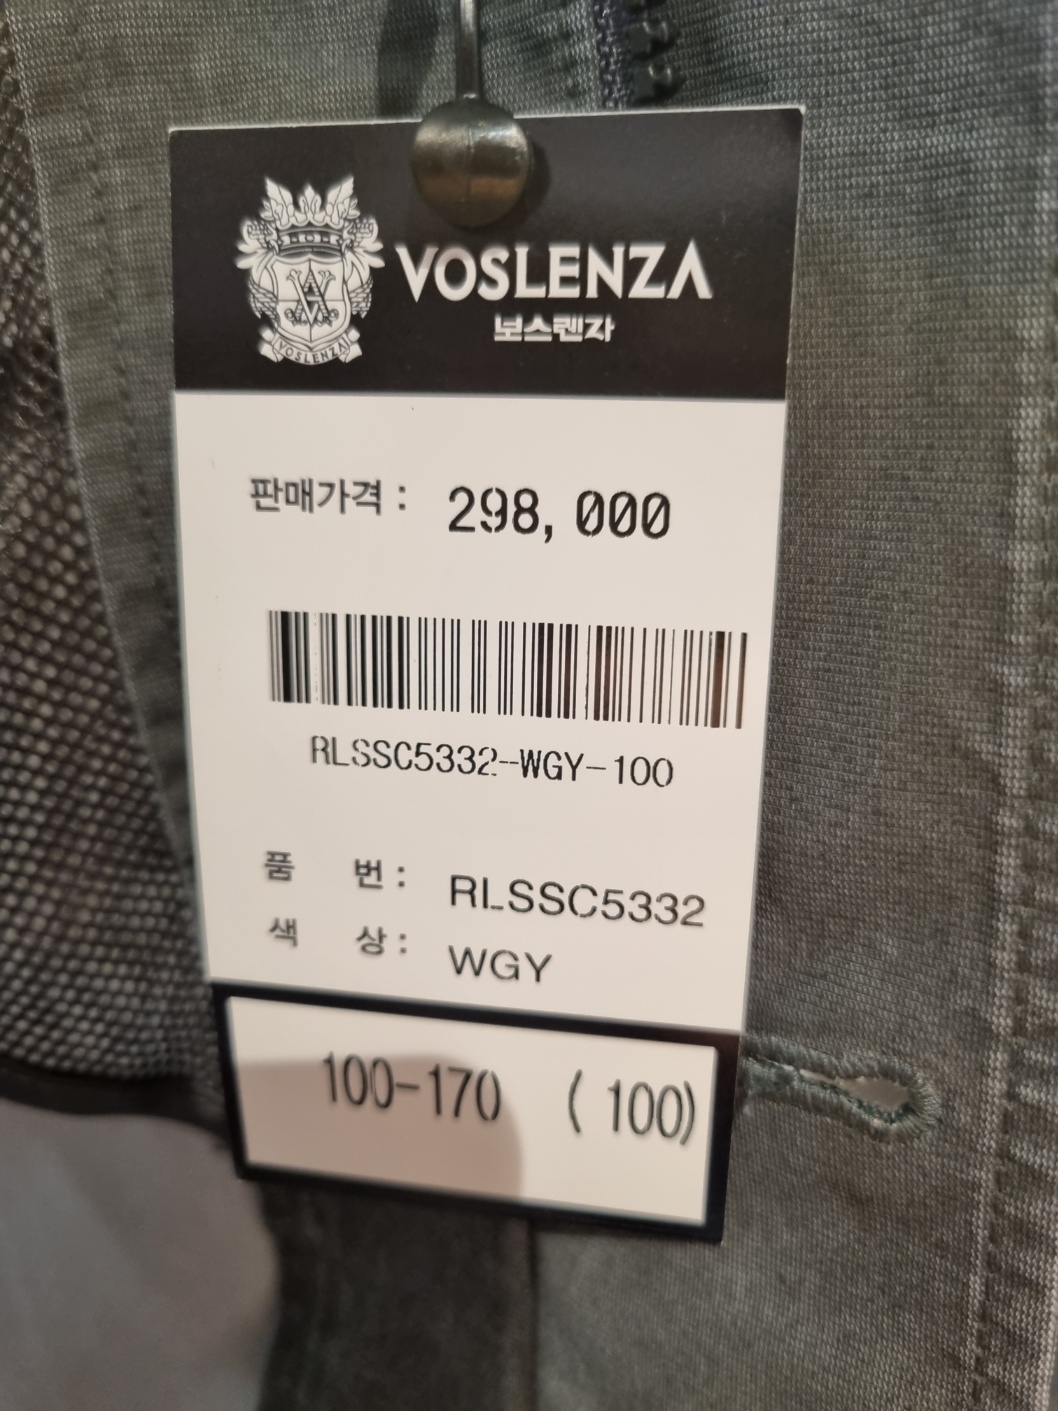 VOSLENZA
보스렌자
VOSLENZA
판매가격 : 298,000
RLSSC5332-WGY-100
품 번 : RLSSC5332
색 상 : WGY
100-170 ( 100)